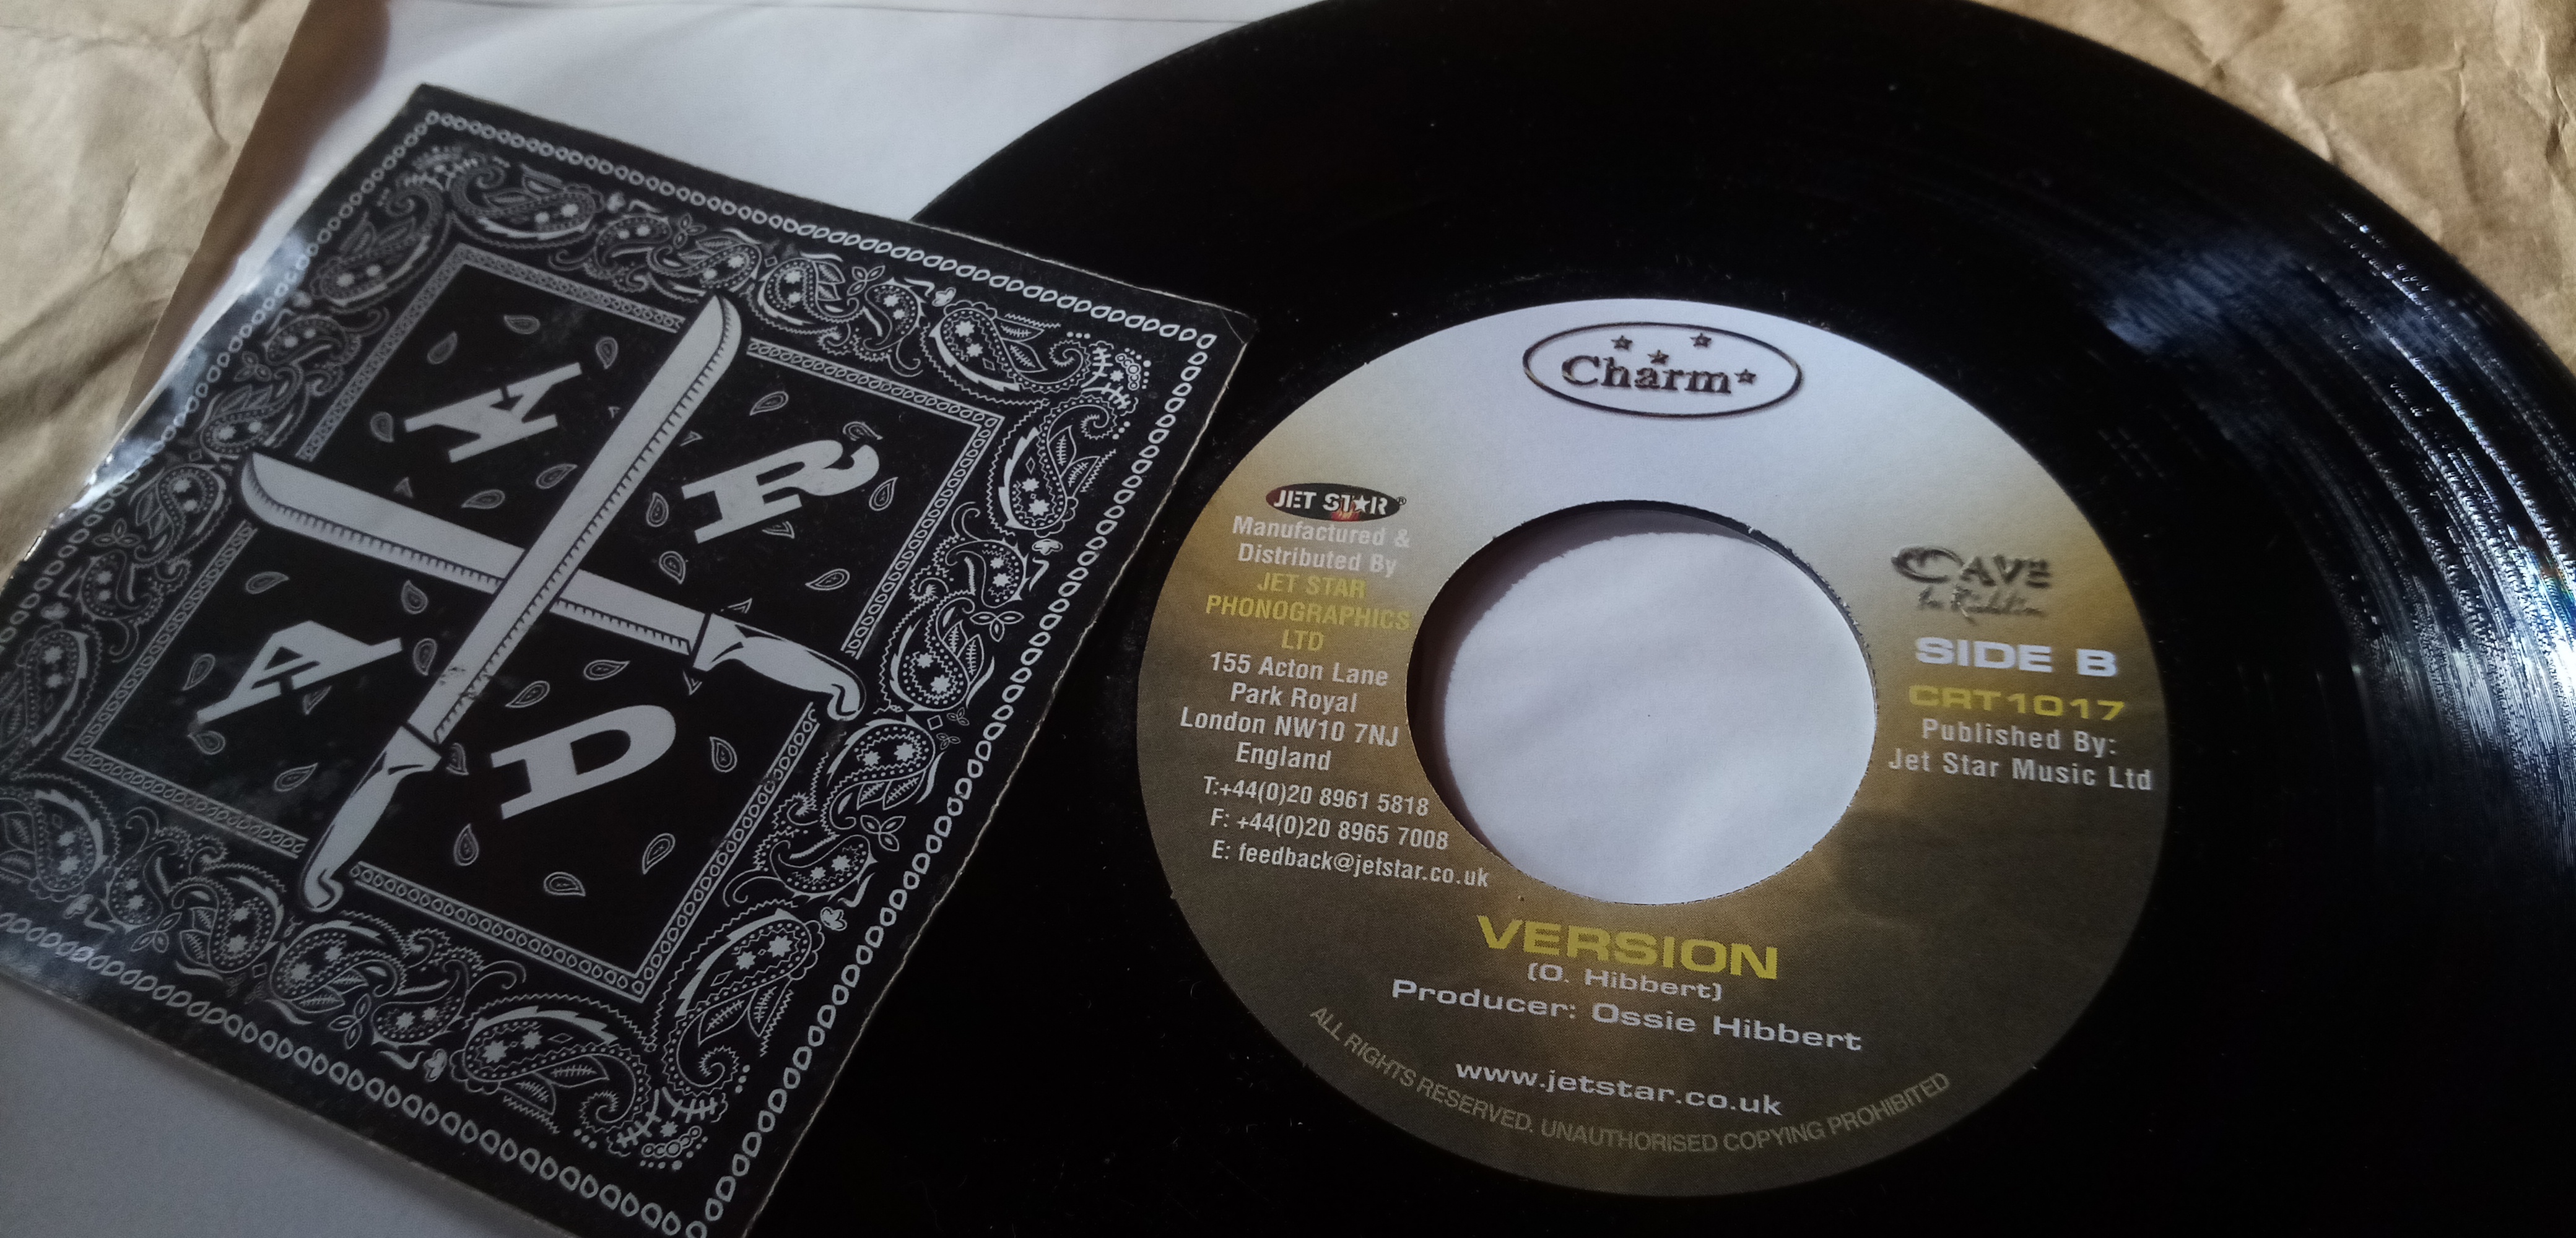 A R
A D
Charm
JET STAR®
Manufactured &
Distributed By
JET STAR
PHONOGRAPHICS
LTD
155 Acton Lane
Park Royal
London NW10 7NJ
England
T:+44(0)20 8961 5818
F: +44(0)20 8965 7008
E: feedback@jetstar.co.uk
CAVE
SIDE B
CRT1017
Published By:
Jet Star Music Ltd
VERSION
(O. Hibbert)
Producer: Ossie Hibbert
www.jetstar.co.uk
ALL RIGHTS RESERVED. UNAUTHORISED COPYING PROHIBITED